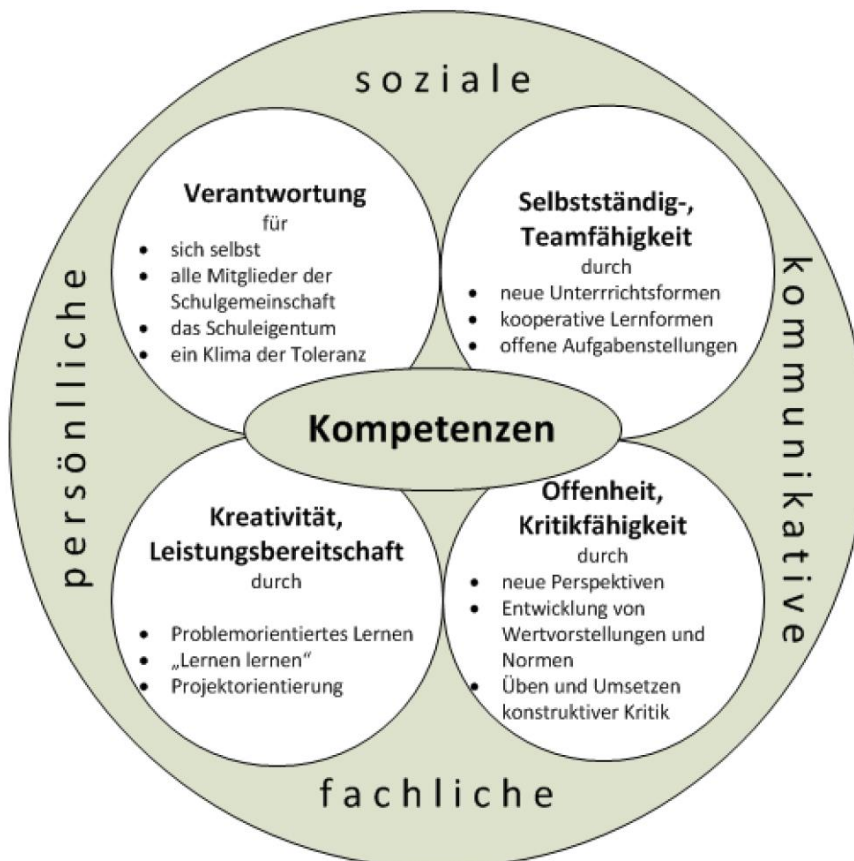 soziale
persönlliche
kommunikative
Verantwortung
für
• sich selbst
• alle Mitglieder der
Schulgemeinschaft
• das Schuleigentum
• ein Klima der Toleranz
Selbstständig-,
Teamfähigkeit
durch
• neue Unterrrichtsformen
• kooperative Lernformen
• offene Aufgabenstellungen
Kompetenzen
Kreativität,
Leistungsbereitschaft
durch
• Problemorientiertes Lernen
• „Lernen lernen“
• Projektorientierung
Offenheit,
Kritikfähigkeit
durch
• neue Perspektiven
• Entwicklung von
Wertvorstellungen und
Normen
• Üben und Umsetzen
konstruktiver Kritik
fachliche